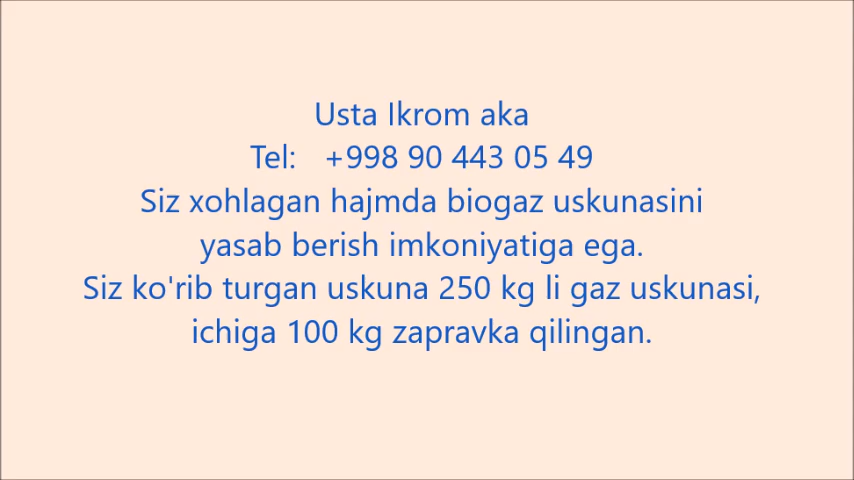 Usta Ikrom aka
Tel: +998 90 443 05 49
Siz xohlagan hajmda biogaz uskunasini
yasab berish imkoniyatiga ega.
Siz ko'rib turgan uskuna 250 kg li gaz uskunasi,
ichiga 100 kg zapravka qilingan.